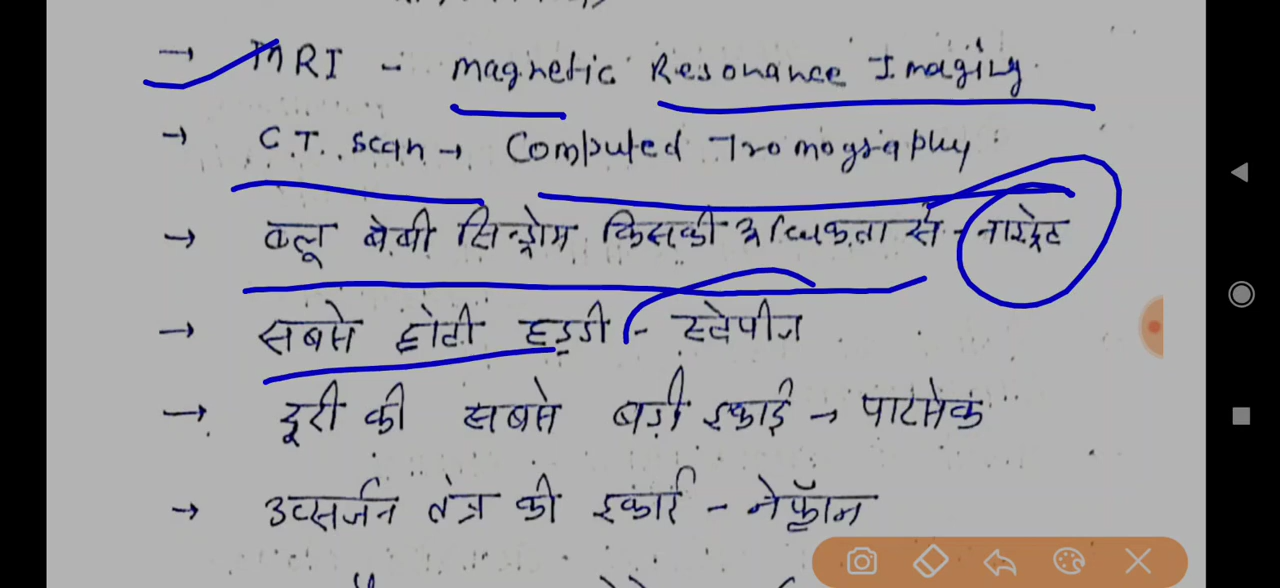 → MRI - Magnetic Resonance Imaging.
→ C.T. Scan → Computed Tromography.
→ ब्लू बेबी सिन्ड्रोम किसकी अधिकता से - नाइट्रेट
→ सबसे छोटी हड्डी - स्टेपीज
→ दूरी की सबसे बड़ी इकाई → पारसेक
→ उत्सर्जन तंत्र की इकाई - नेफ्रॉन